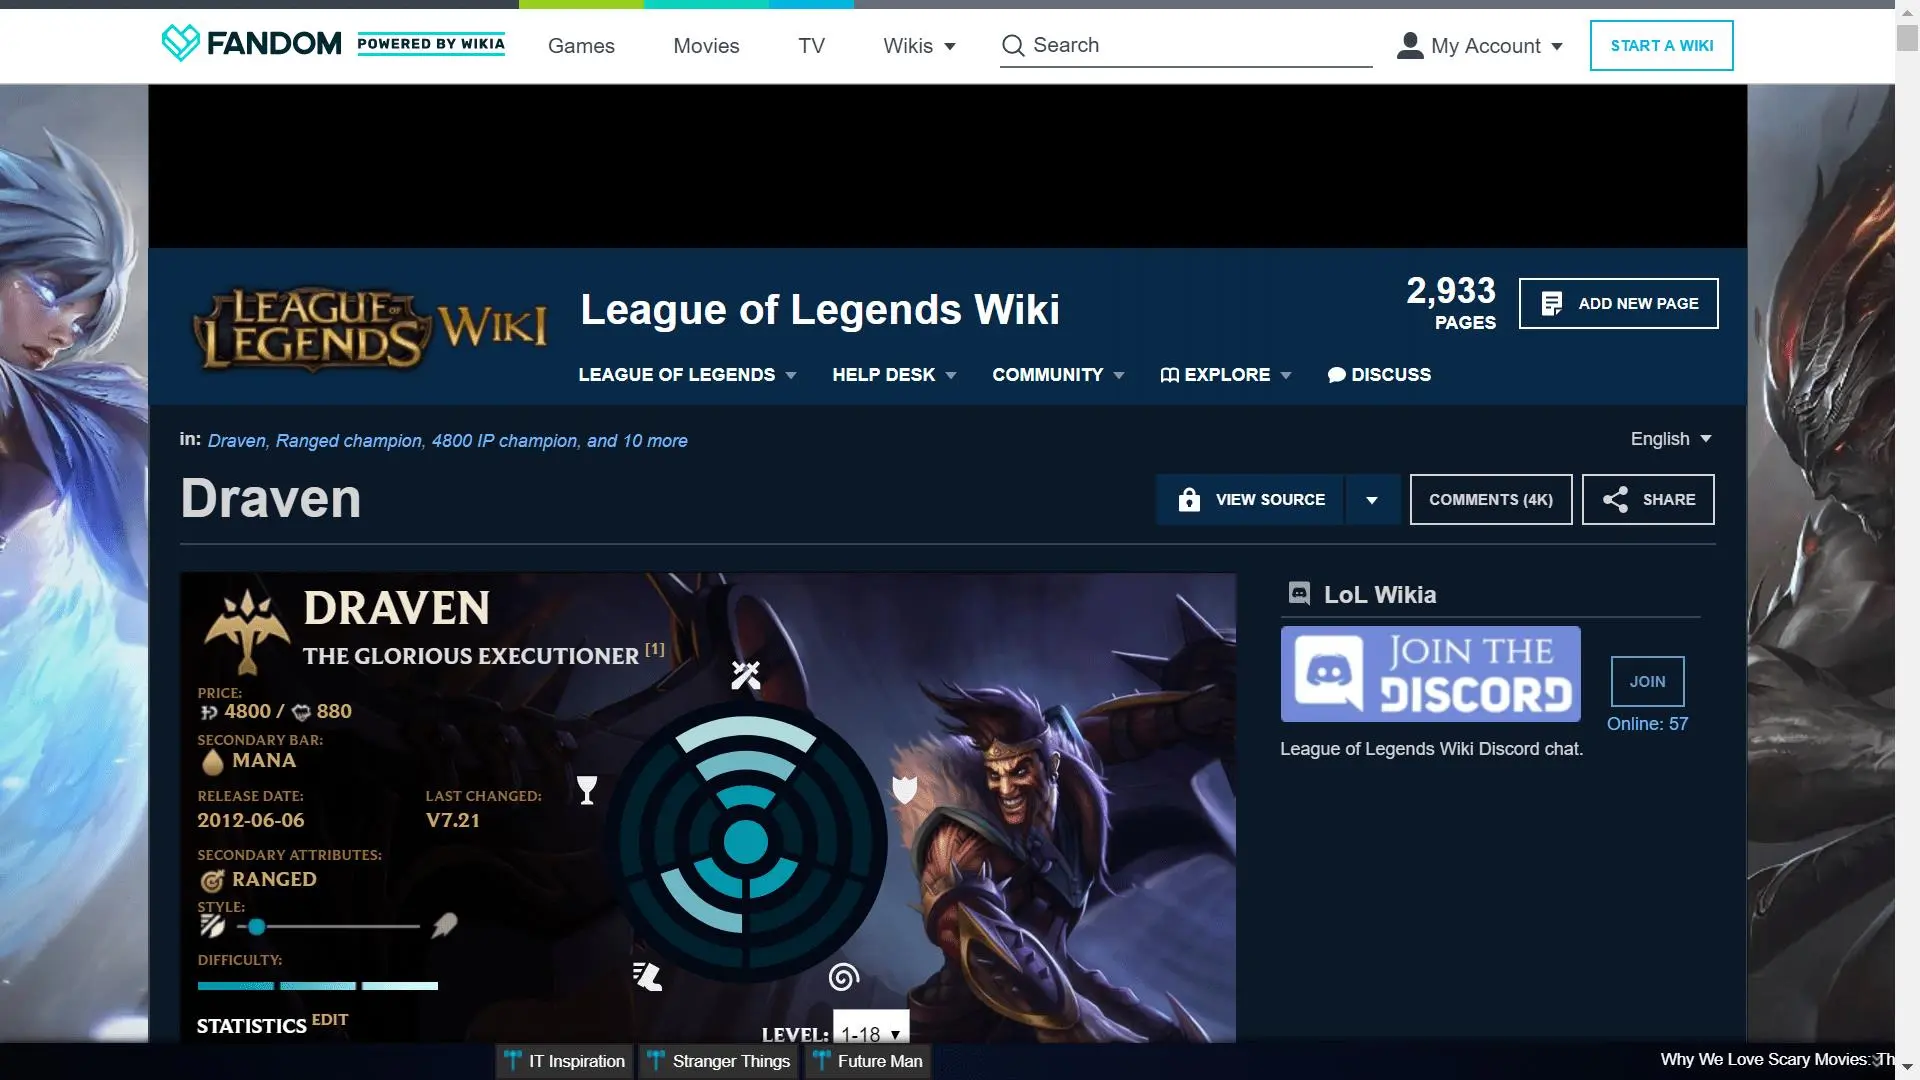 FANDOM POWERED BY WIKIA Games Movies TV Wikis Search My Account START A WIKI
LEAGUE OF LEGENDS WIKI
League of Legends Wiki
2,933
PAGES
ADD NEW PAGE
LEAGUE OF LEGENDS HELP DESK COMMUNITY EXPLORE DISCUSS
in: Draven, Ranged champion, 4800 IP champion, and 10 more
English
Draven
VIEW SOURCE COMMENTS (4K) SHARE
DRAVEN
THE GLORIOUS EXECUTIONER [1]
PRICE:
4800 / 880
SECONDARY BAR:
MANA
RELEASE DATE:
2012-06-06
LAST CHANGED:
V7.21
SECONDARY ATTRIBUTES:
RANGED
STYLE:
DIFFICULTY:
STATISTICS EDIT
LEVEL: 1-18
LoL Wikia
JOIN THE
DISCORD
JOIN
Online: 57
League of Legends Wiki Discord chat.
IT Inspiration Stranger Things Future Man
Why We Love Scary Movies: Th